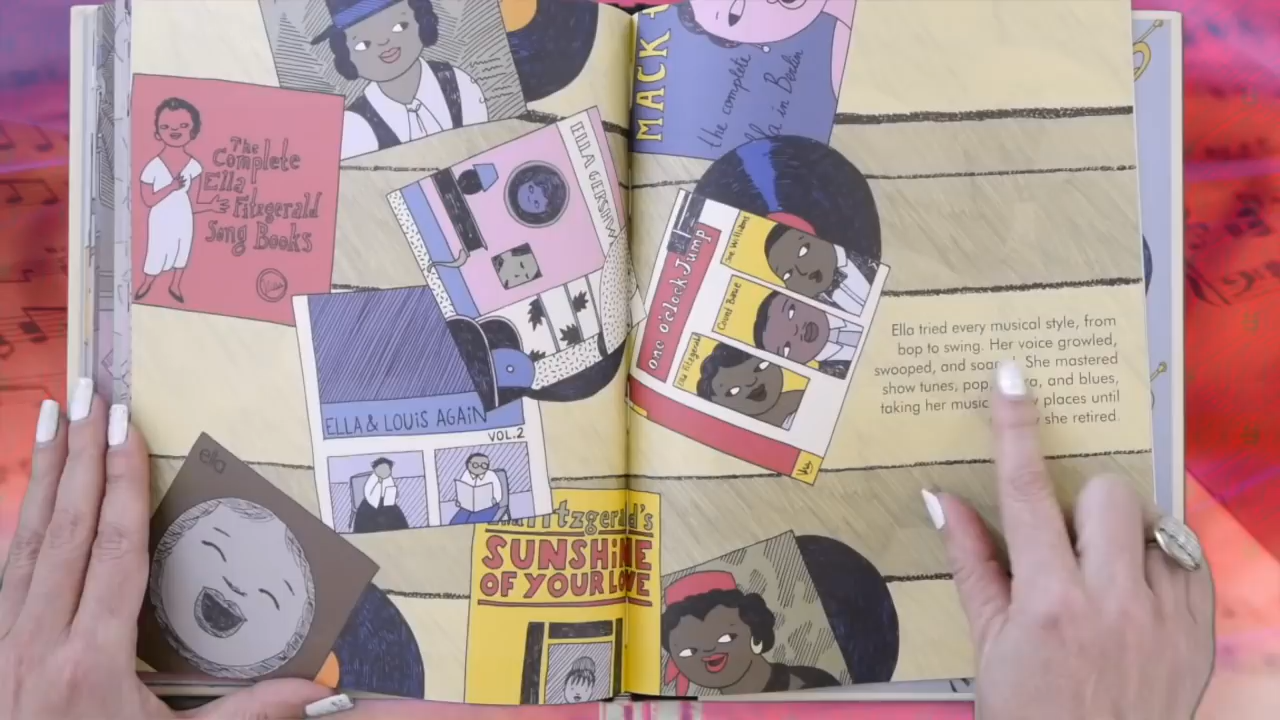 The
Complete
Ella
Fitzgerald
Song Books
MACK
the complete
in Berlin
ELLA GERSHW
one o'clock Jump
Joe Williams
Count Basie
Ella Fitzgerald
ELLA & LOUIS AGAIN
VOL.2
ella
SUNSHINE
OF YOUR LOVE
Ella tried every musical style, from
bop to swing. Her voice growled,
swooped, and She mastered
show tunes, pop, and blues,
taking her music places until
she retired.